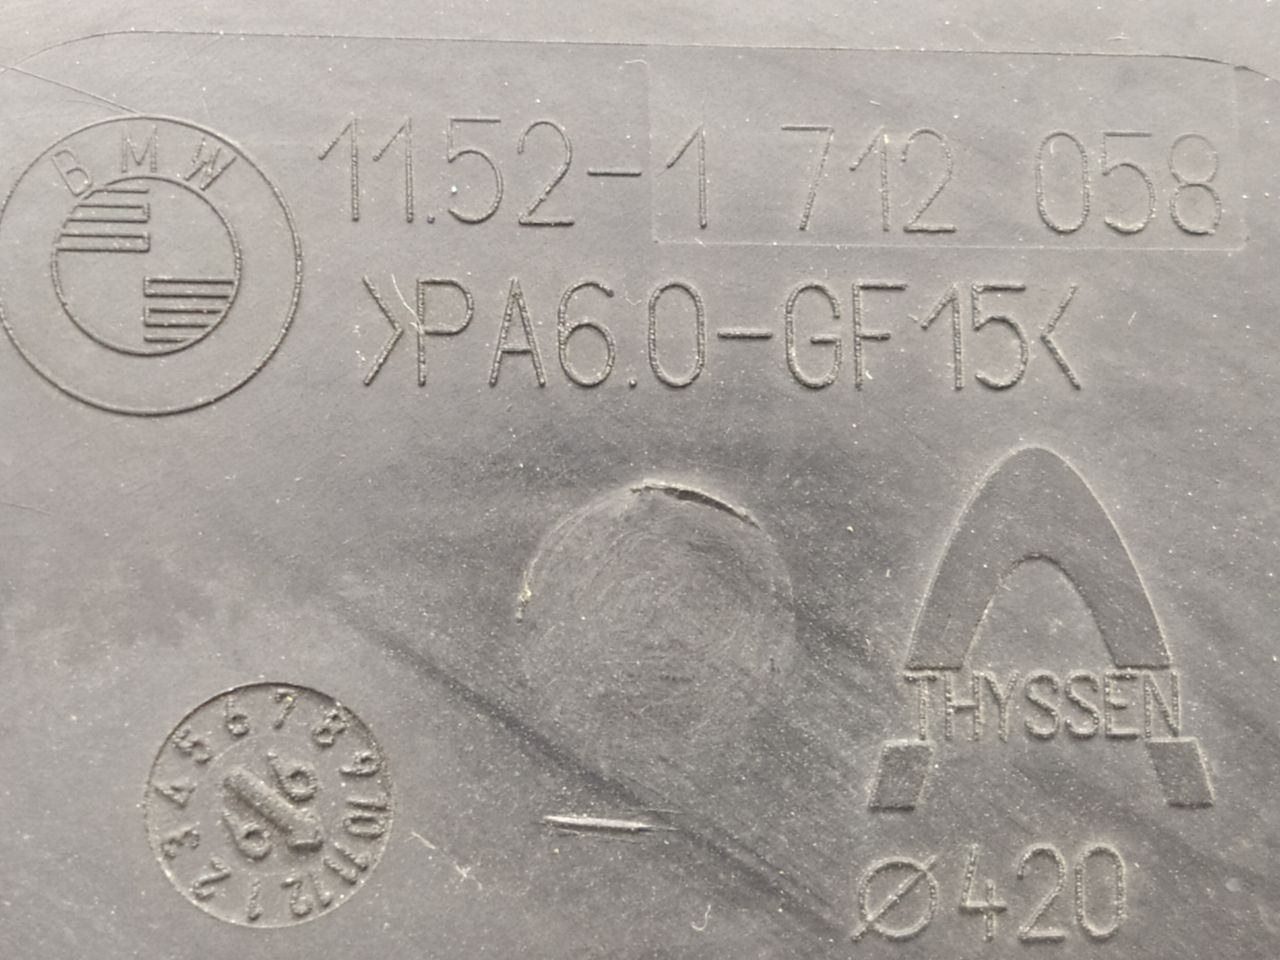 BMW
11.52-1 712 058
>PA6.0-GF15<
THYSSEN
Ø420
1 2 3 4 5 6 7 8 9 10 11 12